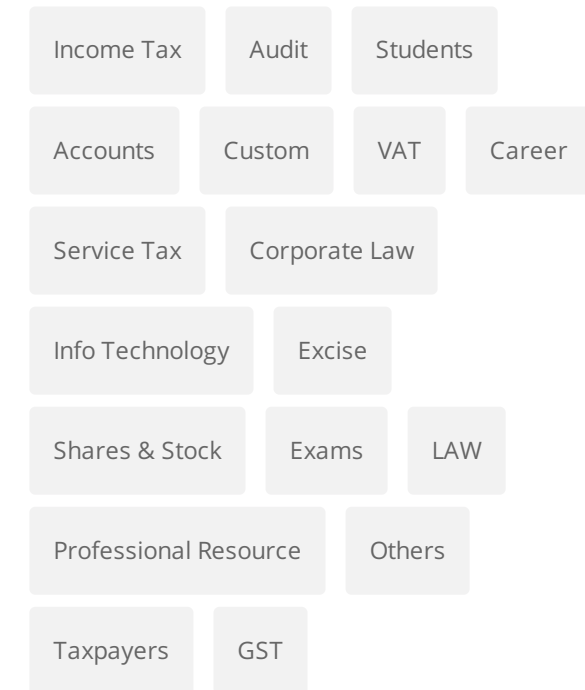 Income Tax Audit Students
Accounts Custom VAT Career
Service Tax Corporate Law
Info Technology Excise
Shares & Stock Exams LAW
Professional Resource Others
Taxpayers GST